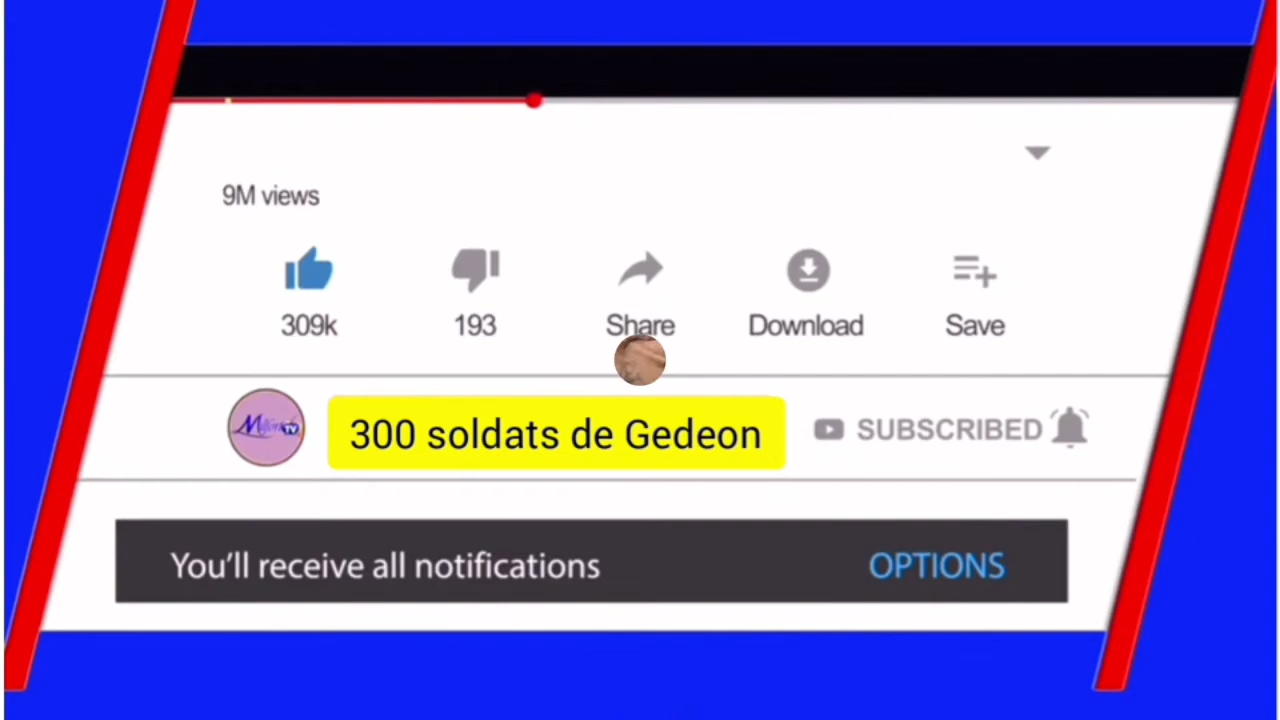 9M views
309k
193
Share
Download
Save
300 soldats de Gedeon
SUBSCRIBED
You'll receive all notifications
OPTIONS